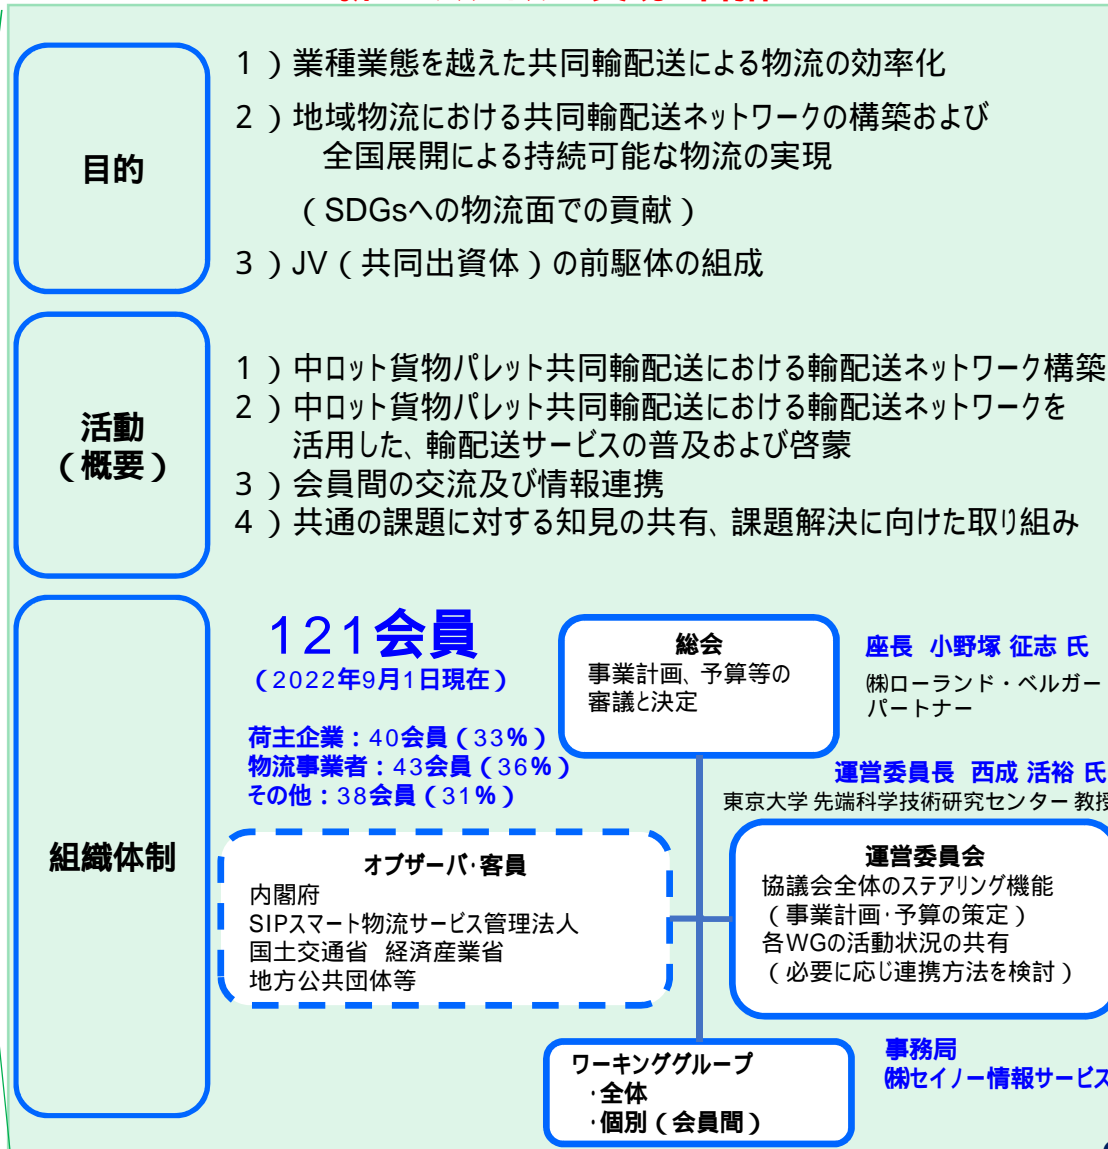 目的
1）業種業態を越えた共同輸配送による物流の効率化
2）地域物流における共同輸配送ネットワークの構築および
全国展開による持続可能な物流の実現
（SDGsへの物流面での貢献）
3）JV（共同出資体）の前駆体の組成
活動
（概要）
1）中ロット貨物パレット共同輸配送における輸配送ネットワーク構築
2）中ロット貨物パレット共同輸配送における輸配送ネットワークを
活用した、輸配送サービスの普及および啓蒙
3）会員間の交流及び情報連携
4）共通の課題に対する知見の共有、課題解決に向けた取り組み
組織体制
121会員
（2022年9月1日現在）
荷主企業：40会員（33%）
物流事業者：43会員（36%）
その他：38会員（31%）
総会
事業計画、予算等の
審議と決定
座長 小野塚 征志 氏
㈱ローランド・ベルガー
パートナー
運営委員長 西成 活裕 氏
東京大学 先端科学技術研究センター 教授
オブザーバ・客員
内閣府
SIPスマート物流サービス管理法人
国土交通省 経済産業省
地方公共団体等
運営委員会
協議会全体のステアリング機能
（事業計画・予算の策定）
各WGの活動状況の共有
（必要に応じ連携方法を検討）
ワーキンググループ
・全体
・個別（会員間）
事務局
㈱セイノー情報サービス